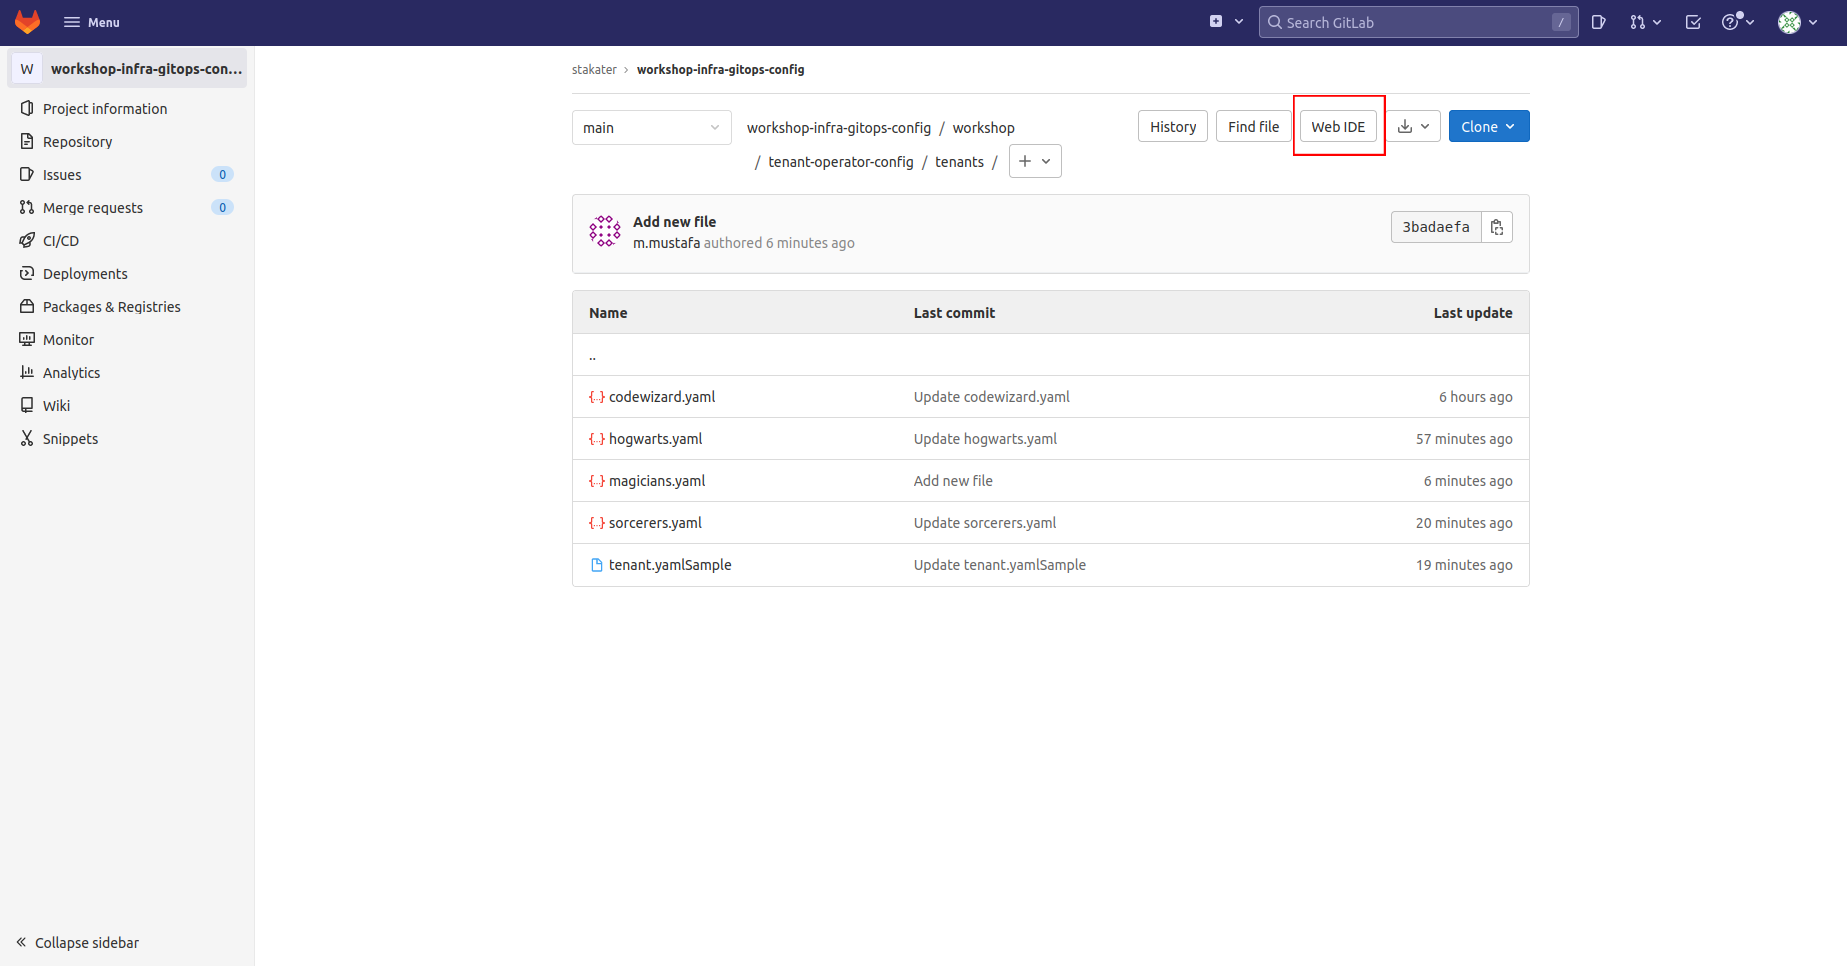 Menu
Search GitLab /
W workshop-infra-gitops-con...
Project information
Repository
Issues 0
Merge requests 0
CI/CD
Deployments
Packages & Registries
Monitor
Analytics
Wiki
Snippets
Collapse sidebar
stakater › workshop-infra-gitops-config
main
workshop-infra-gitops-config / workshop
/ tenant-operator-config / tenants /
History Find file Web IDE Clone
Add new file
m.mustafa authored 6 minutes ago
3badaefa
Name Last commit Last update
..
codewizard.yaml Update codewizard.yaml 6 hours ago
hogwarts.yaml Update hogwarts.yaml 57 minutes ago
magicians.yaml Add new file 6 minutes ago
sorcerers.yaml Update sorcerers.yaml 20 minutes ago
tenant.yamlSample Update tenant.yamlSample 19 minutes ago